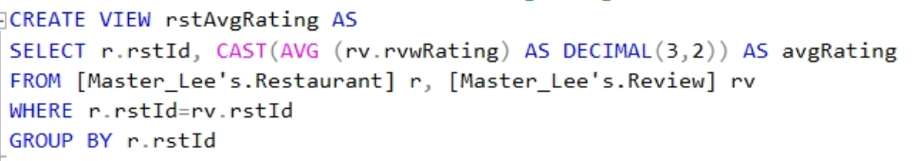 CREATE VIEW rstAvgRating AS
SELECT r.rstId, CAST(AVG (rv.rvwRating) AS DECIMAL(3,2)) AS avgRating
FROM [Master_Lee's.Restaurant] r, [Master_Lee's.Review] rv
WHERE r.rstId=rv.rstId
GROUP BY r.rstId